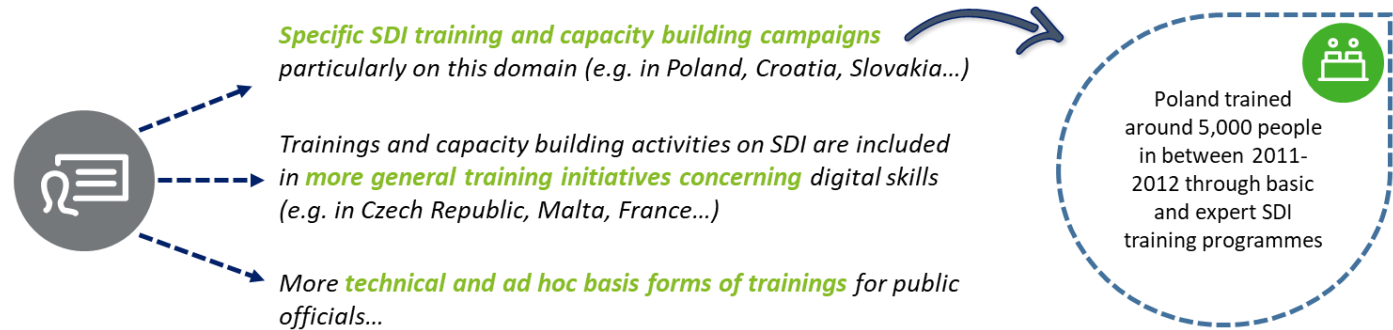 Specific SDI training and capacity building campaigns
particularly on this domain (e.g. in Poland, Croatia, Slovakia…)
Trainings and capacity building activities on SDI are included
in more general training initiatives concerning digital skills
(e.g. in Czech Republic, Malta, France…)
More technical and ad hoc basis forms of trainings for public
officials…
Poland trained
around 5,000 people
in between 2011-
2012 through basic
and expert SDI
training programmes